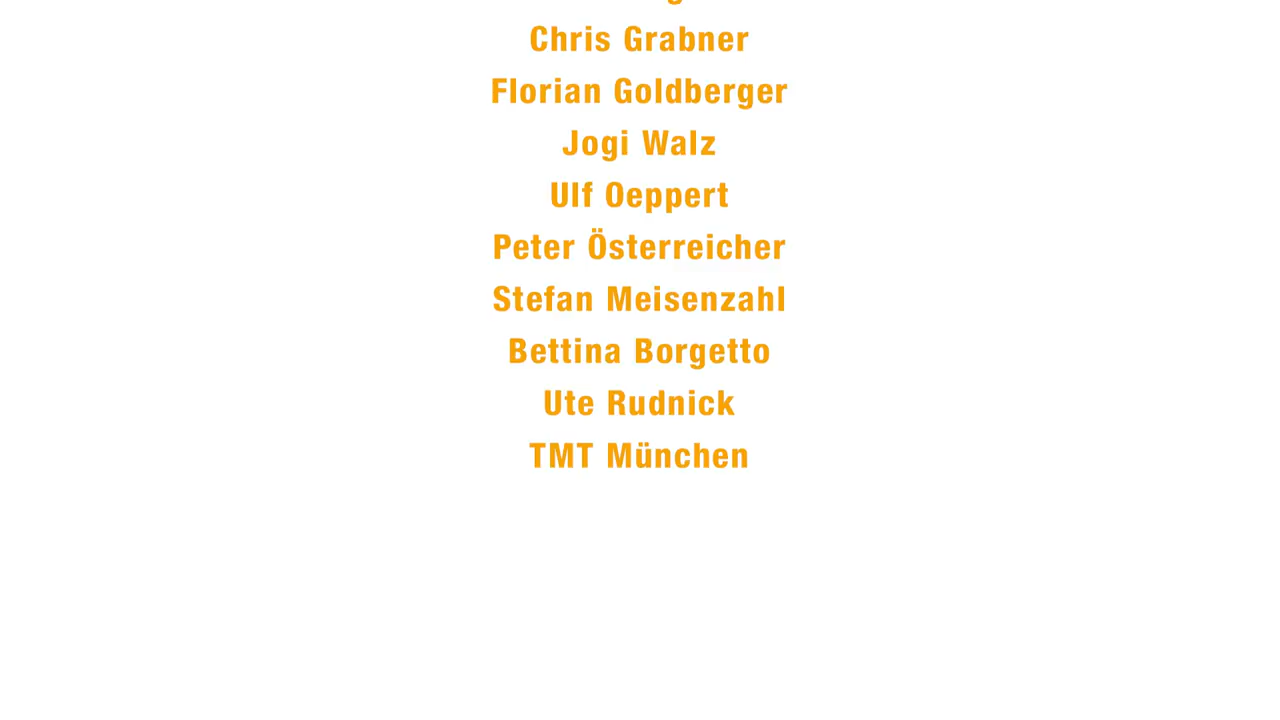 Chris Grabner
Florian Goldberger
Jogi Walz
Ulf Oeppert
Peter Österreicher
Stefan Meisenzahl
Bettina Borgetto
Ute Rudnick
TMT München